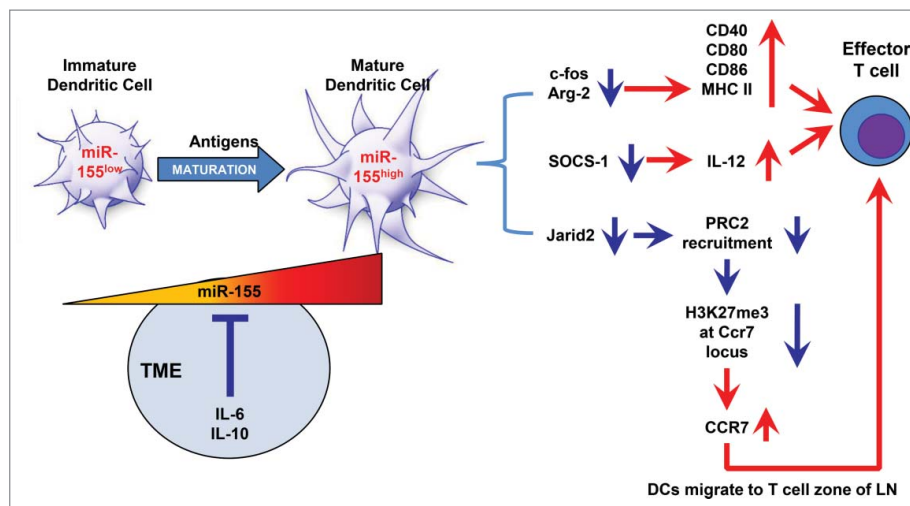 Immature
Dendritic Cell
miR-
155low
Antigens
MATURATION
Mature
Dendritic Cell
miR-
155high
miR-155
TME
IL-6
IL-10
c-fos
Arg-2
CD40
CD80
CD86
MHC II
SOCS-1
IL-12
Jarid2
PRC2
recruitment
H3K27me3
at Ccr7
locus
CCR7
Effector
T cell
DCs migrate to T cell zone of LN